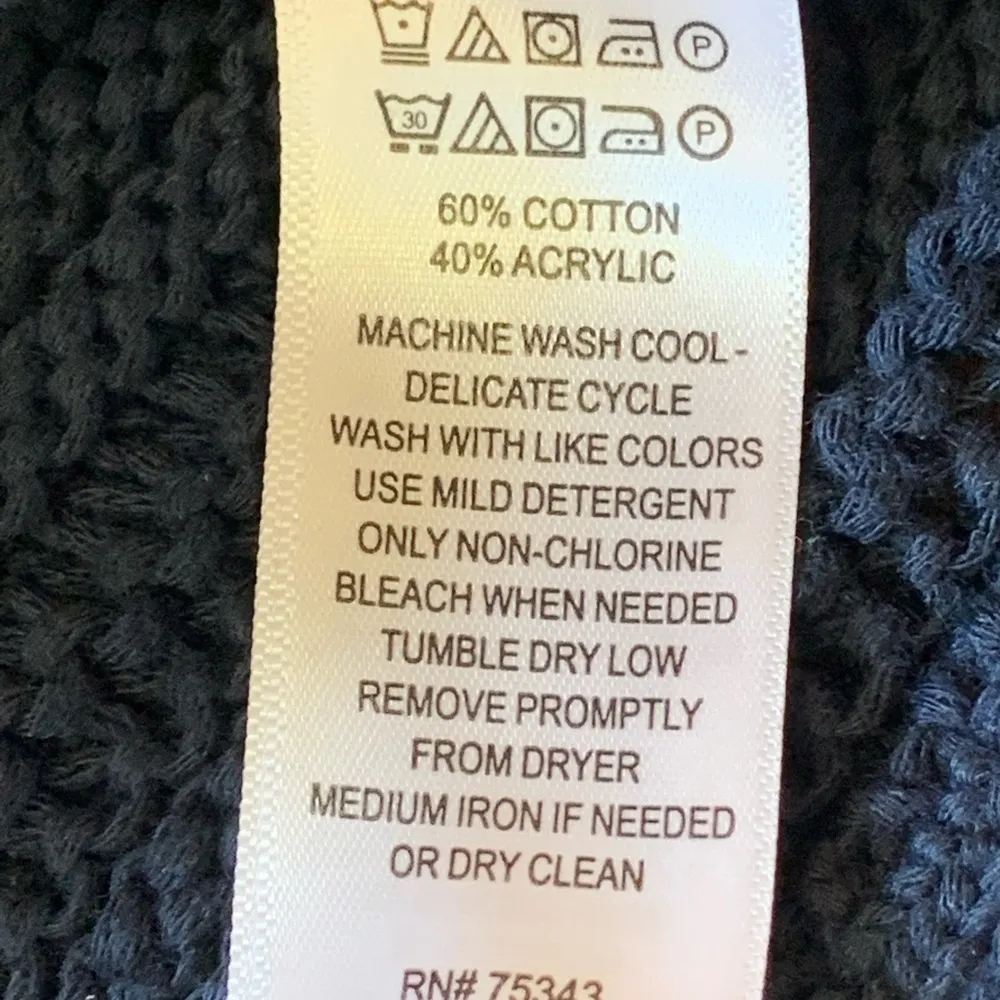 P
30 P
60% COTTON
40% ACRYLIC
MACHINE WASH COOL -
DELICATE CYCLE
WASH WITH LIKE COLORS
USE MILD DETERGENT
ONLY NON-CHLORINE
BLEACH WHEN NEEDED
TUMBLE DRY LOW
REMOVE PROMPTLY
FROM DRYER
MEDIUM IRON IF NEEDED
OR DRY CLEAN
RN# 75343